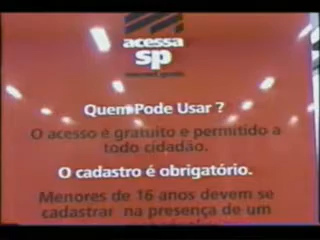 acessa
sp
Quem Pode Usar ?
O acesso é gratuito e permitido a
todo cidadão.
O cadastro é obrigatório.
Menores de 16 anos devem se
cadastrar na presença de um